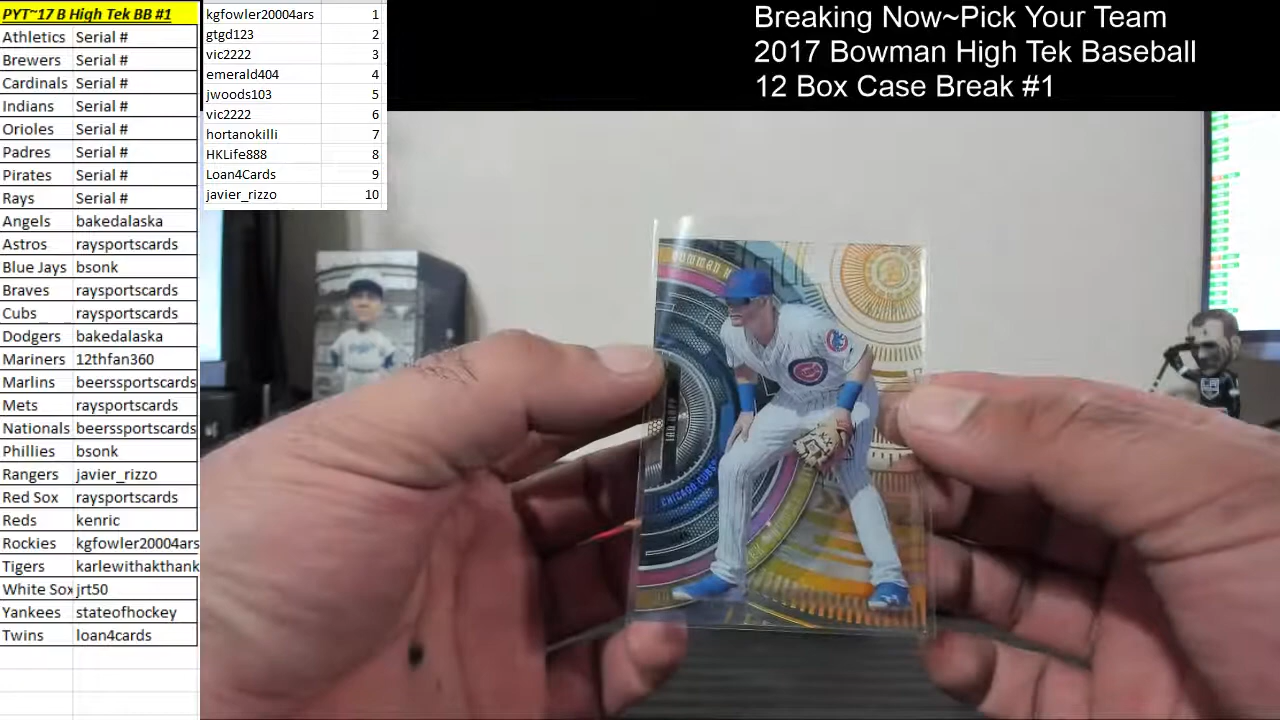 PYT~17 B High Tek BB #1
Athletics Serial #
Brewers Serial #
Cardinals Serial #
Indians Serial #
Orioles Serial #
Padres Serial #
Pirates Serial #
Rays Serial #
Angels bakedalaska
Astros raysportscards
Blue Jays bsonk
Braves raysportscards
Cubs raysportscards
Dodgers bakedalaska
Mariners 12thfan360
Marlins beerssportscards
Mets raysportscards
Nationals beerssportscards
Phillies bsonk
Rangers javier_rizzo
Red Sox raysportscards
Reds kenric
Rockies kgfowler20004ars
Tigers karlewithakthank
White Sox jrt50
Yankees stateofhockey
Twins loan4cards
kgfowler20004ars 1
gtgd123 2
vic2222 3
emerald404 4
jwoods103 5
vic2222 6
hortanokilli 7
HKLife888 8
Loan4Cards 9
javier_rizzo 10
Breaking Now~Pick Your Team
2017 Bowman High Tek Baseball
12 Box Case Break #1
IAN HAPP
CHICAGO CUBS